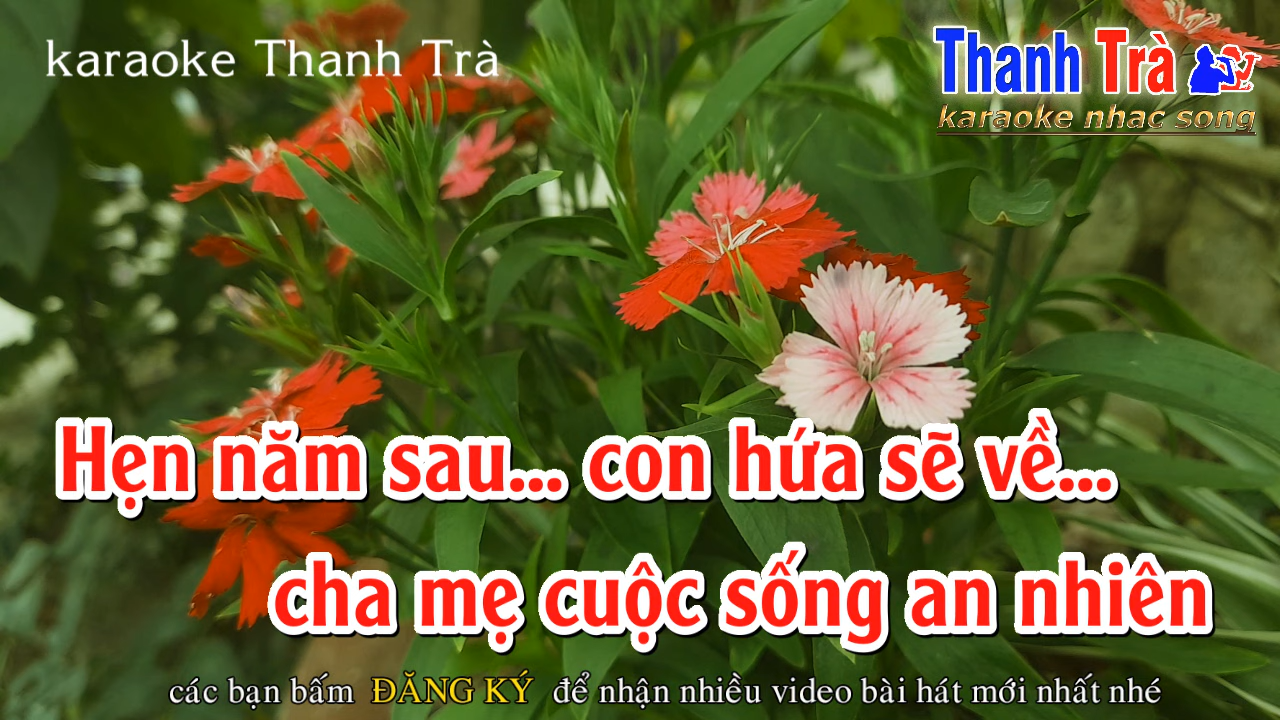 karaoke Thanh Trà
Thanh Trà
karaoke nhac song
Hẹn năm sau... con hứa sẽ về...
cha mẹ cuộc sống an nhiên
các bạn bấm ĐĂNG KÝ để nhận nhiều video bài hát mới nhất nhé